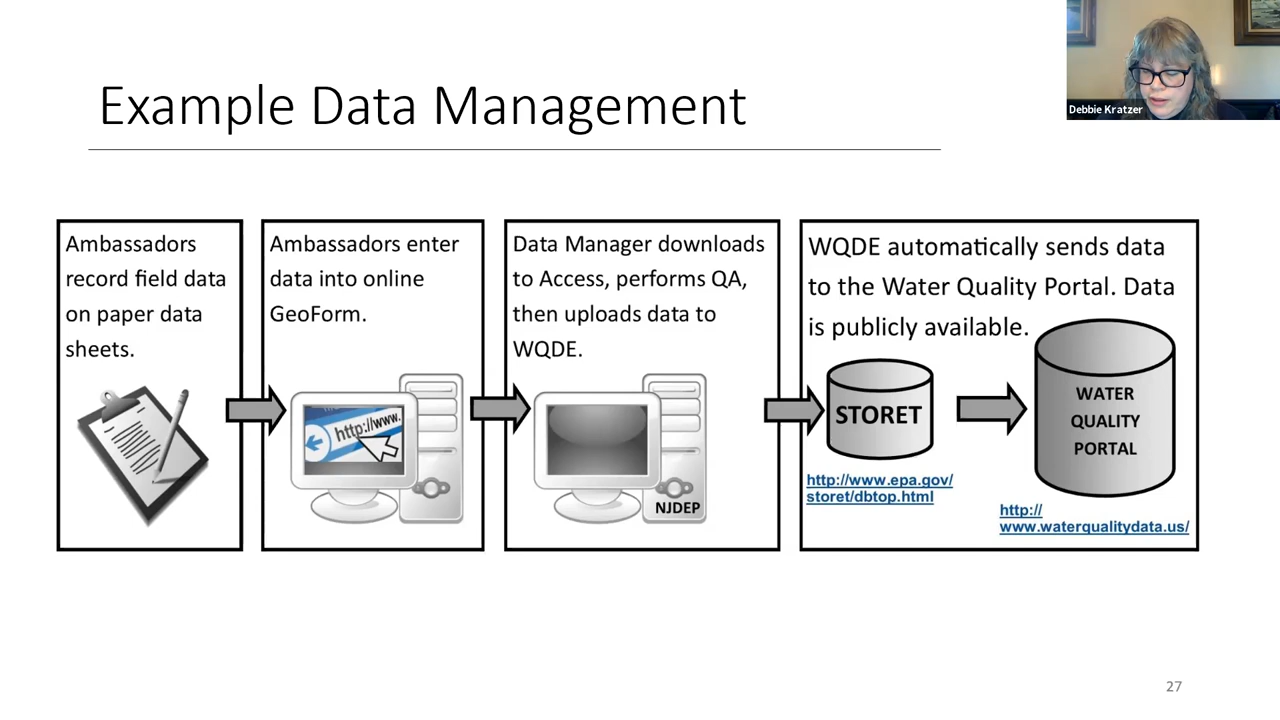 Example Data Management
Debbie Kratzer
Ambassadors
record field data
on paper data
sheets.
Ambassadors enter
data into online
GeoForm.
http://www.
Data Manager downloads
to Access, performs QA,
then uploads data to
WQDE.
NJDEP
WQDE automatically sends data
to the Water Quality Portal. Data
is publicly available.
STORET
http://www.epa.gov/
storet/dbtop.html
WATER
QUALITY
PORTAL
http://
www.waterqualitydata.us/
27